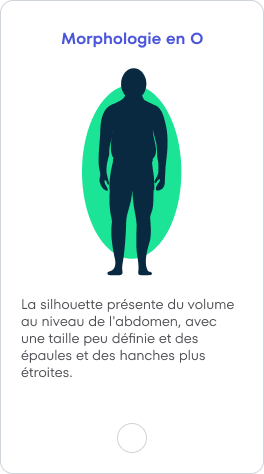 Morphologie en O
La silhouette présente du volume
au niveau de l'abdomen, avec
une taille peu définie et des
épaules et des hanches plus
étroites.